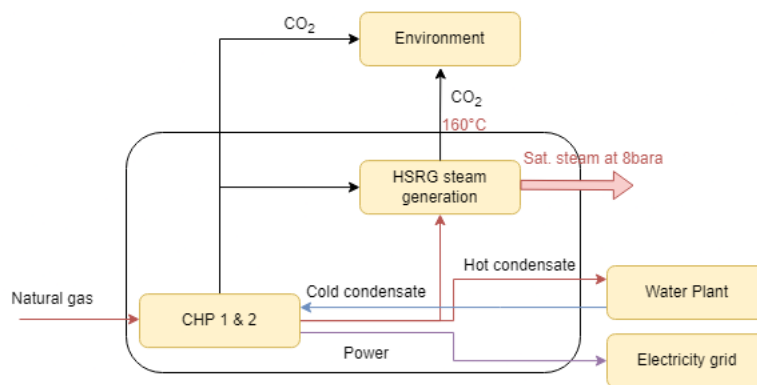 CO2
Environment
CO2
160°C
Sat. steam at 8bara
HSRG steam
generation
Hot condensate
Natural gas
Cold condensate
Water Plant
CHP 1 & 2
Power
Electricity grid